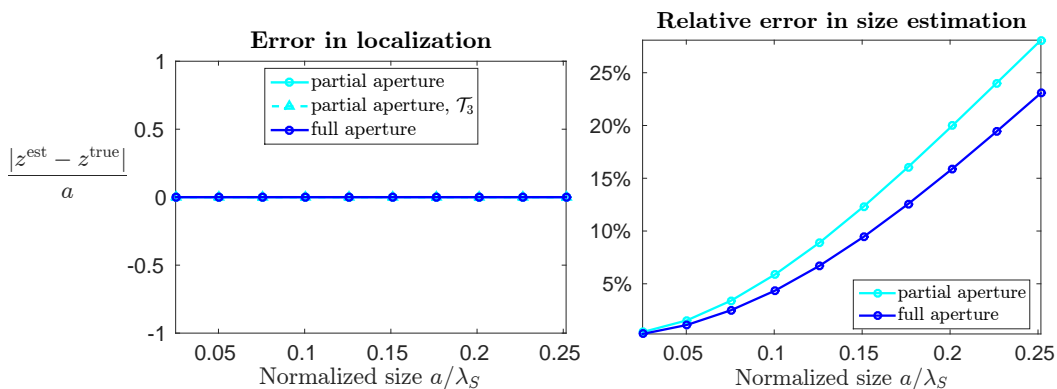 Error in localization
1
0.5
0
-0.5
-1
|z^est − z^true|
a
partial aperture
partial aperture, 𝒯₃
full aperture
0.05
0.1
0.15
0.2
0.25
Normalized size a/λ_S
Relative error in size estimation
25%
20%
15%
10%
5%
partial aperture
full aperture
0.05
0.1
0.15
0.2
0.25
Normalized size a/λ_S